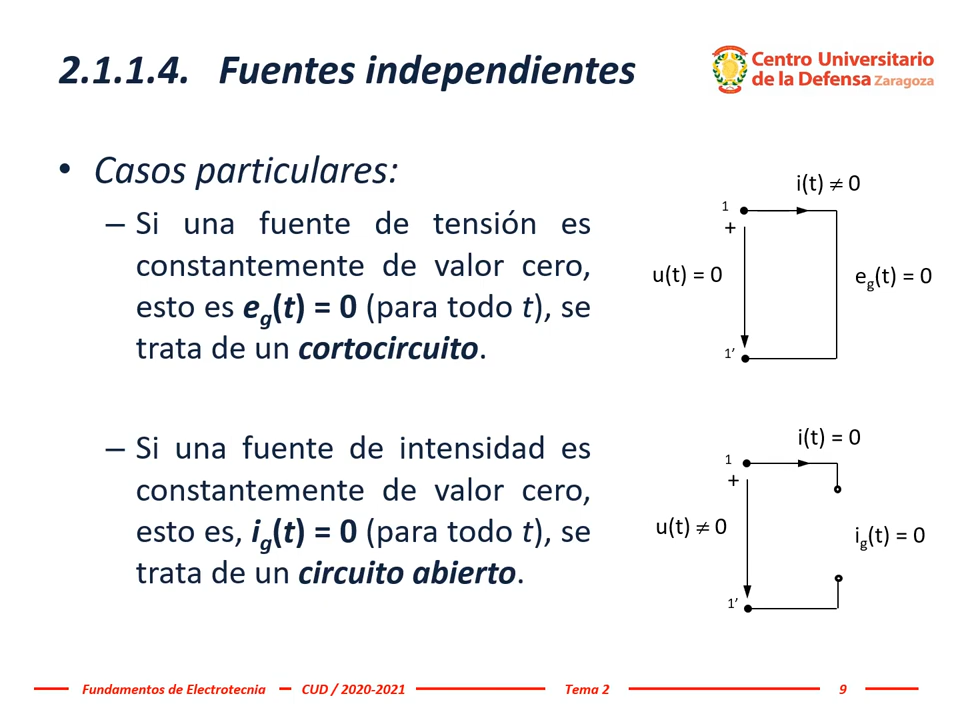 2.1.1.4. Fuentes independientes
Centro Universitario
de la Defensa Zaragoza
• Casos particulares:
– Si una fuente de tensión es
constantemente de valor cero,
esto es eg(t) = 0 (para todo t), se
trata de un cortocircuito.
i(t) ≠ 0
1
+
u(t) = 0
eg(t) = 0
1’
– Si una fuente de intensidad es
constantemente de valor cero,
esto es, ig(t) = 0 (para todo t), se
trata de un circuito abierto.
i(t) = 0
1
+
u(t) ≠ 0
ig(t) = 0
1’
Fundamentos de Electrotecnia CUD / 2020-2021 Tema 2 9